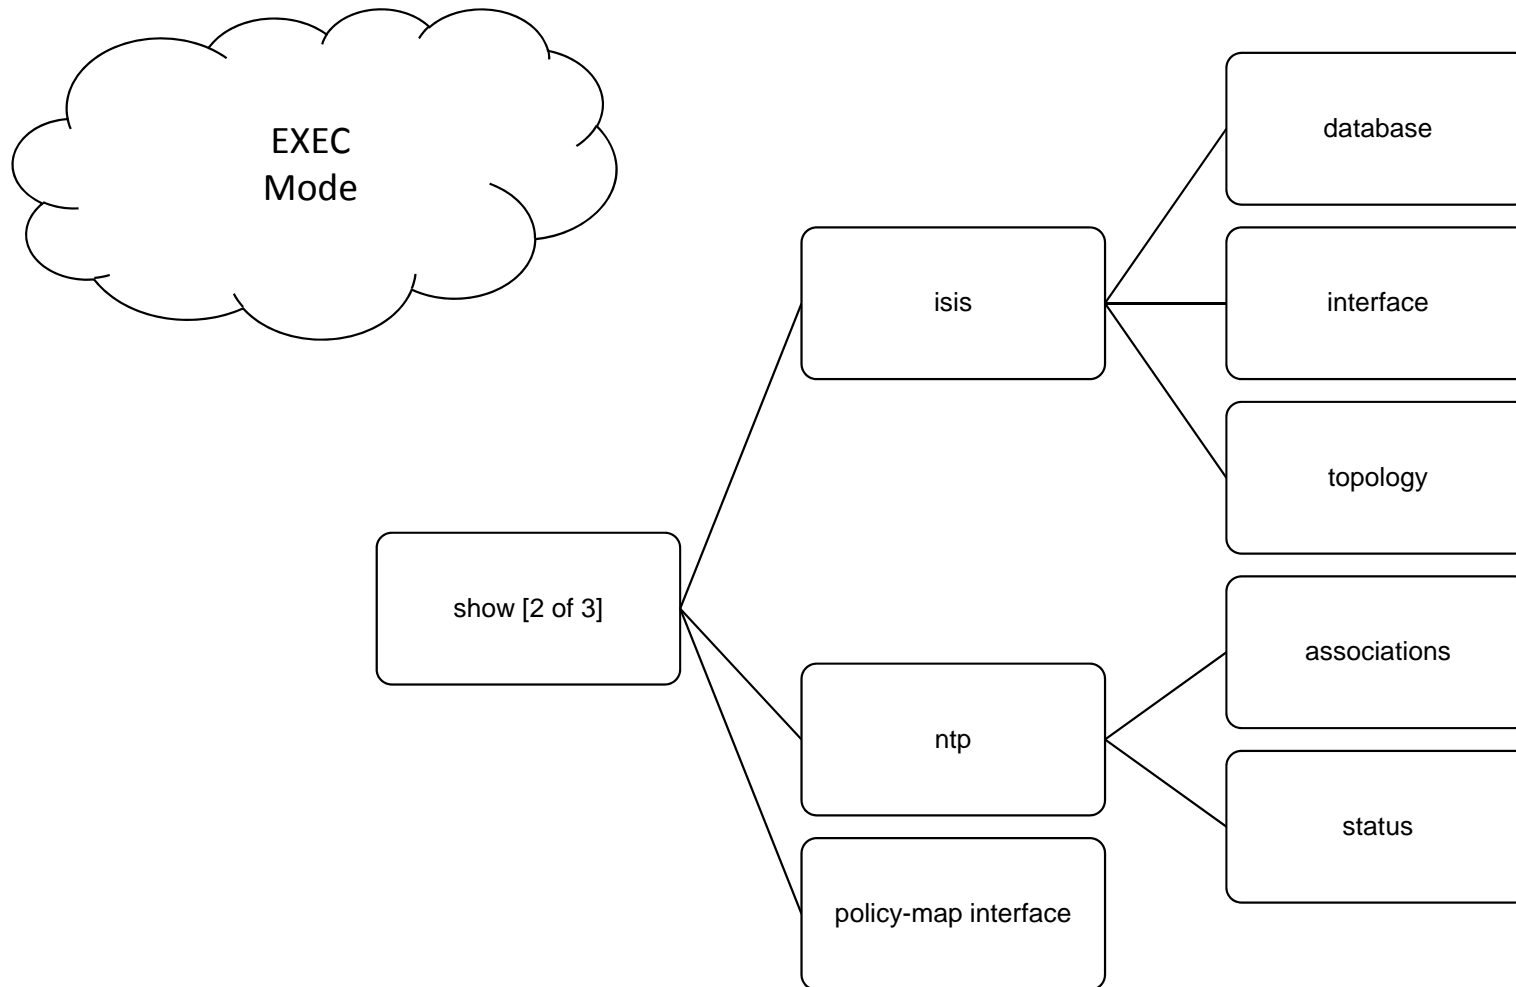 EXEC
Mode
database
isis
interface
topology
show [2 of 3]
associations
ntp
status
policy-map interface